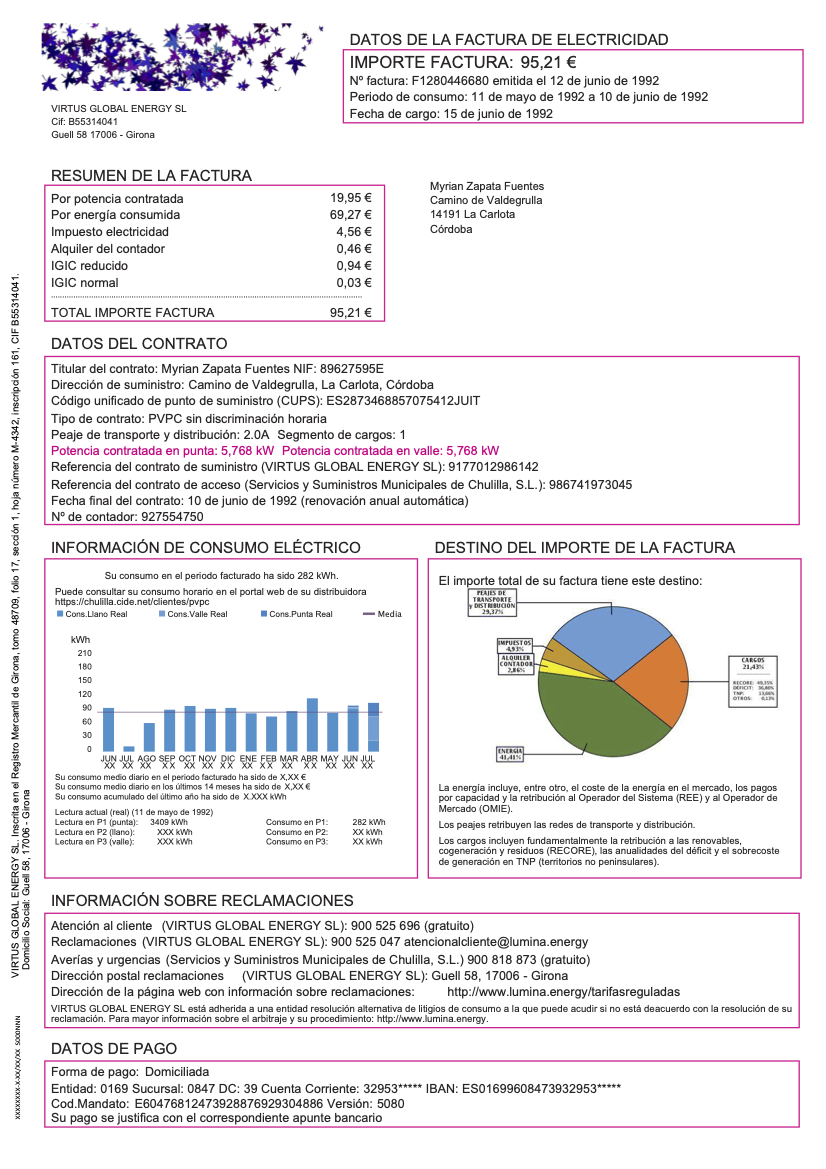 DATOS DE LA FACTURA DE ELECTRICIDAD
IMPORTE FACTURA: 95,21 €
Nº factura: F1280446680 emitida el 12 de junio de 1992
Periodo de consumo: 11 de mayo de 1992 a 10 de junio de 1992
Fecha de cargo: 15 de junio de 1992
VIRTUS GLOBAL ENERGY SL
Cif: B55314041
Guell 58 17006 - Girona
RESUMEN DE LA FACTURA
Por potencia contratada 19,95 €
Por energía consumida 69,27 €
Impuesto electricidad 4,56 €
Alquiler del contador 0,46 €
IGIC reducido 0,94 €
IGIC normal 0,03 €
TOTAL IMPORTE FACTURA 95,21 €
Myrian Zapata Fuentes
Camino de Valdegrulla
14191 La Carlota
Córdoba
DATOS DEL CONTRATO
Titular del contrato: Myrian Zapata Fuentes NIF: 89627595E
Dirección de suministro: Camino de Valdegrulla, La Carlota, Córdoba
Código unificado de punto de suministro (CUPS): ES2873468857075412JUIT
Tipo de contrato: PVPC sin discriminación horaria
Peaje de transporte y distribución: 2.0A Segmento de cargos: 1
Potencia contratada en punta: 5,768 kW Potencia contratada en valle: 5,768 kW
Referencia del contrato de suministro (VIRTUS GLOBAL ENERGY SL): 9177012986142
Referencia del contrato de acceso (Servicios y Suministros Municipales de Chulilla, S.L.): 986741973045
Fecha final del contrato: 10 de junio de 1992 (renovación anual automática)
Nº de contador: 927554750
INFORMACIÓN DE CONSUMO ELÉCTRICO
Su consumo en el periodo facturado ha sido 282 kWh.
Puede consultar su consumo horario en el portal web de su distribuidora
https://chulilla.cide.net/clientes/pvpc
Cons.Llano Real Cons.Valle Real Cons.Punta Real Media
kWh
210
180
150
120
90
60
30
0
JUN JUL AGO SEP OCT NOV DIC ENE FEB MAR ABR MAY JUN JUL
XX XX XX XX XX XX XX XX XX XX XX XX XX XX
Su consumo medio diario en el periodo facturado ha sido de X,XX €
Su consumo medio diario en los últimos 14 meses ha sido de X,XX €
Su consumo acumulado del último año ha sido de X.XXX kWh
Lectura actual (real) (11 de mayo de 1992)
Lectura en P1 (punta): 3409 kWh Consumo en P1: 282 kWh
Lectura en P2 (llano): XXX kWh Consumo en P2: XX kWh
Lectura en P3 (valle): XXX kWh Consumo en P3: XX kWh
DESTINO DEL IMPORTE DE LA FACTURA
El importe total de su factura tiene este destino:
PEAJES DE
TRANSPORTE
y DISTRIBUCIÓN
29,37%
IMPUESTOS
4,93%
ALQUILER
CONTADOR
2,86%
CARGOS
21,43%
RECORE: 49,35%
DÉFICIT: 36,80%
TNP: 13,66%
OTROS: 0,13%
ENERGÍA
41,41%
La energía incluye, entre otro, el coste de la energía en el mercado, los pagos
por capacidad y la retribución al Operador del Sistema (REE) y al Operador de
Mercado (OMIE).
Los peajes retribuyen las redes de transporte y distribución.
Los cargos incluyen fundamentalmente la retribución a las renovables,
cogeneración y residuos (RECORE), las anualidades del déficit y el sobrecoste
de generación en TNP (territorios no peninsulares).
INFORMACIÓN SOBRE RECLAMACIONES
Atención al cliente (VIRTUS GLOBAL ENERGY SL): 900 525 696 (gratuito)
Reclamaciones (VIRTUS GLOBAL ENERGY SL): 900 525 047 atencionalcliente@lumina.energy
Averías y urgencias (Servicios y Suministros Municipales de Chulilla, S.L.) 900 818 873 (gratuito)
Dirección postal reclamaciones (VIRTUS GLOBAL ENERGY SL): Guell 58, 17006 - Girona
Dirección de la página web con información sobre reclamaciones: http://www.lumina.energy/tarifasreguladas
VIRTUS GLOBAL ENERGY SL está adherida a una entidad resolución alternativa de litigios de consumo a la que puede acudir si no está deacuerdo con la resolución de su
reclamación. Para mayor información sobre el arbitraje y su procedimiento: http://www.lumina.energy.
DATOS DE PAGO
Forma de pago: Domiciliada
Entidad: 0169 Sucursal: 0847 DC: 39 Cuenta Corriente: 32953***** IBAN: ES01699608473932953*****
Cod.Mandato: E60476812473928876929304886 Versión: 5080
Su pago se justifica con el correspondiente apunte bancario
VIRTUS GLOBAL ENERGY SL. Inscrita en el Registro Mercantil de Girona, tomo 48709, folio 17, sección 1, hoja número M-4342, inscripción 161, CIF B55314041.
Domicilio Social: Guell 58, 17006 - Girona